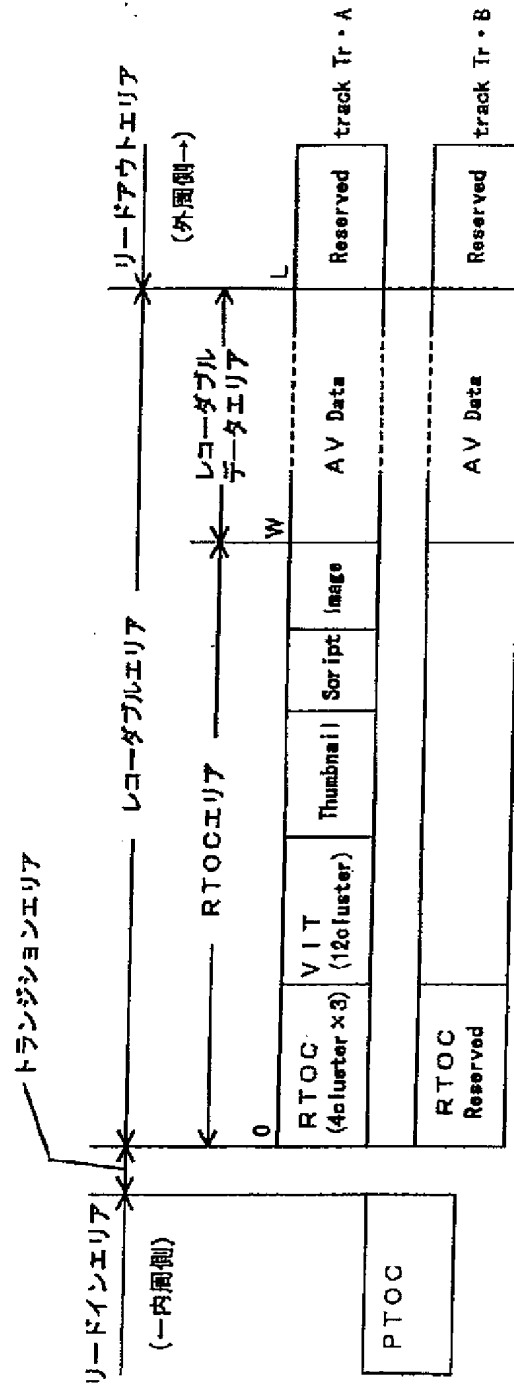 リードインエリア
(←内周側)
トランジションエリア
レコーダブルエリア
リードアウトエリア
(外周側→)
RTOCエリア
レコーダブル
データエリア
0
W
L
PTOC
RTOC
(4cluster×3)
VIT
(12cluster)
Thumbnail
Script
Image
AV Data
Reserved
track Tr・A
RTOC
Reserved
AV Data
Reserved
track Tr・B